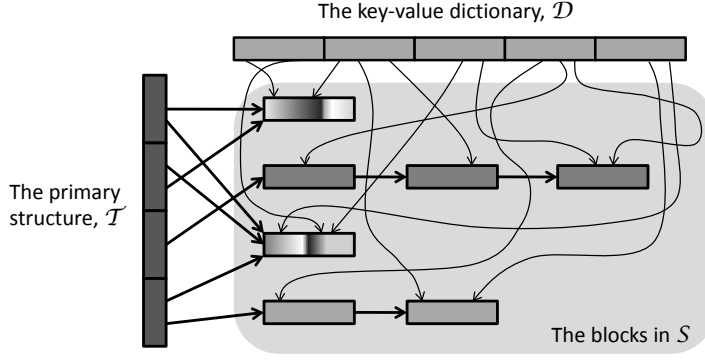 The key-value dictionary, 𝒟
The primary
structure, 𝒯
The blocks in 𝒮